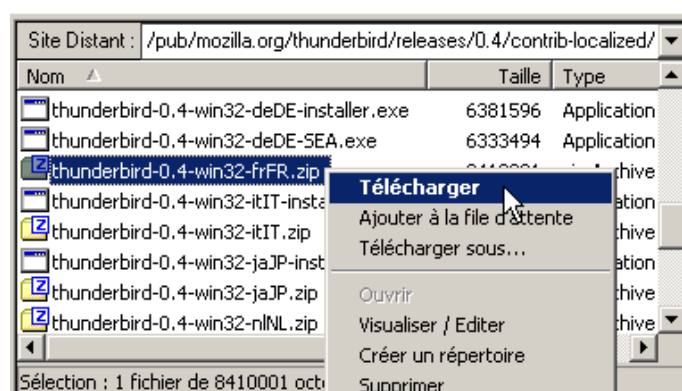 Site Distant : /pub/mozilla.org/thunderbird/releases/0.4/contrib-localized/
Nom Taille Type
thunderbird-0.4-win32-deDE-installer.exe 6381596 Application
thunderbird-0.4-win32-deDE-SEA.exe 6333494 Application
thunderbird-0.4-win32-frFR.zip
Télécharger
thunderbird-0.4-win32-itIT-insta
Ajouter à la file d'attente
thunderbird-0.4-win32-itIT.zip
Télécharger sous...
thunderbird-0.4-win32-jaJP-inst
thunderbird-0.4-win32-jaJP.zip
Ouvrir
thunderbird-0.4-win32-nlNL.zip
Visualiser / Editer
Créer un répertoire
Sélection : 1 fichier de 8410001 oct
Supprimer